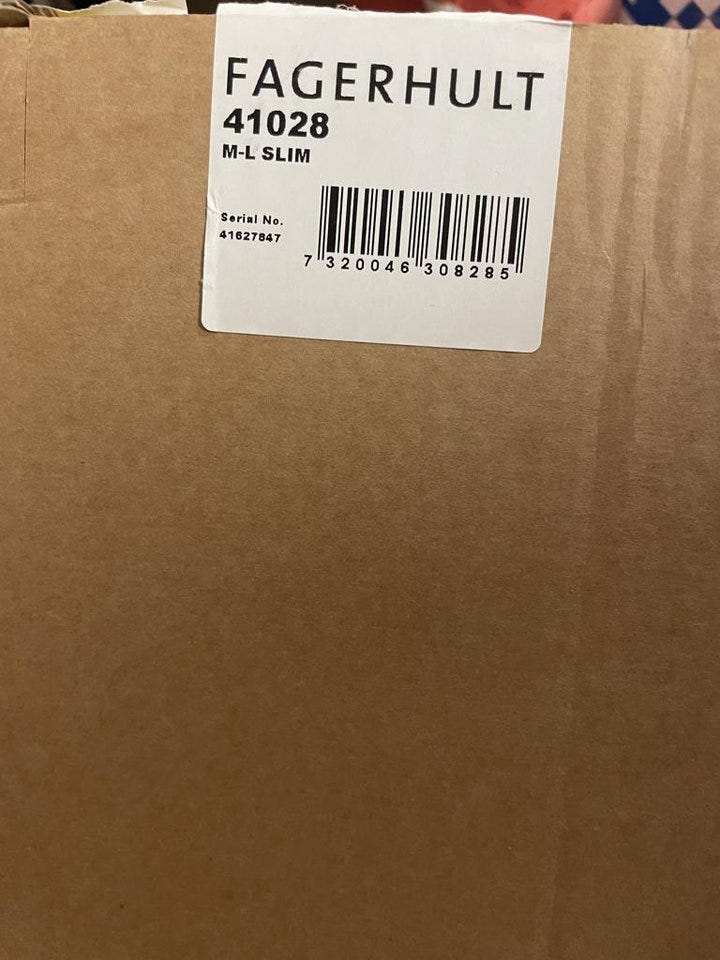 FAGERHULT
41028
M-L SLIM
Serial No.
41627847
7 320046 308285